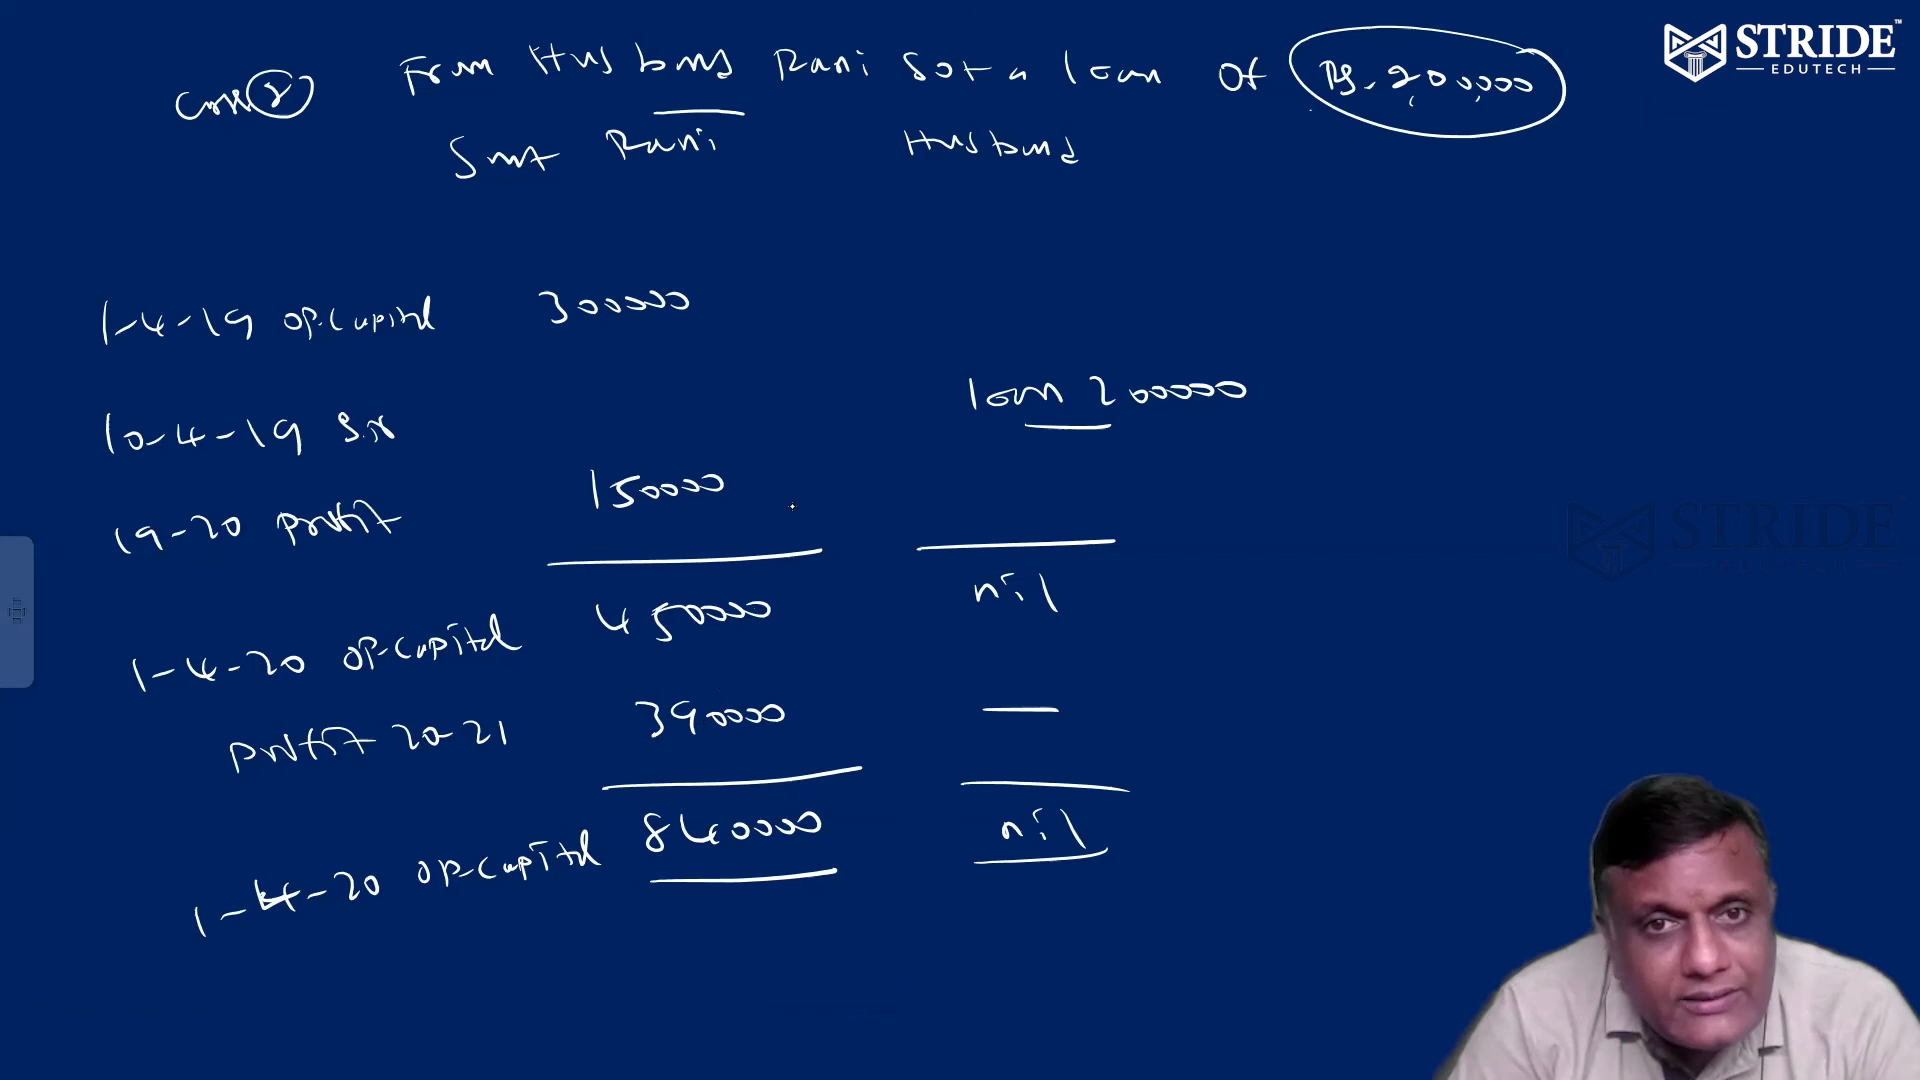 STRIDE
EDUTECH
Case 2 From Husband Rani Got a loan Of Rs. 2,00,000
Smt Rani Husband
1-4-19 OP. Capital 300000
10-4-19 loan 200000
19-20 Profit 150000
1-4-20 OP-Capital 450000 nil
Profit 20-21 390000 —
1-4-20 OP-Capital 840000 nil
STRIDE